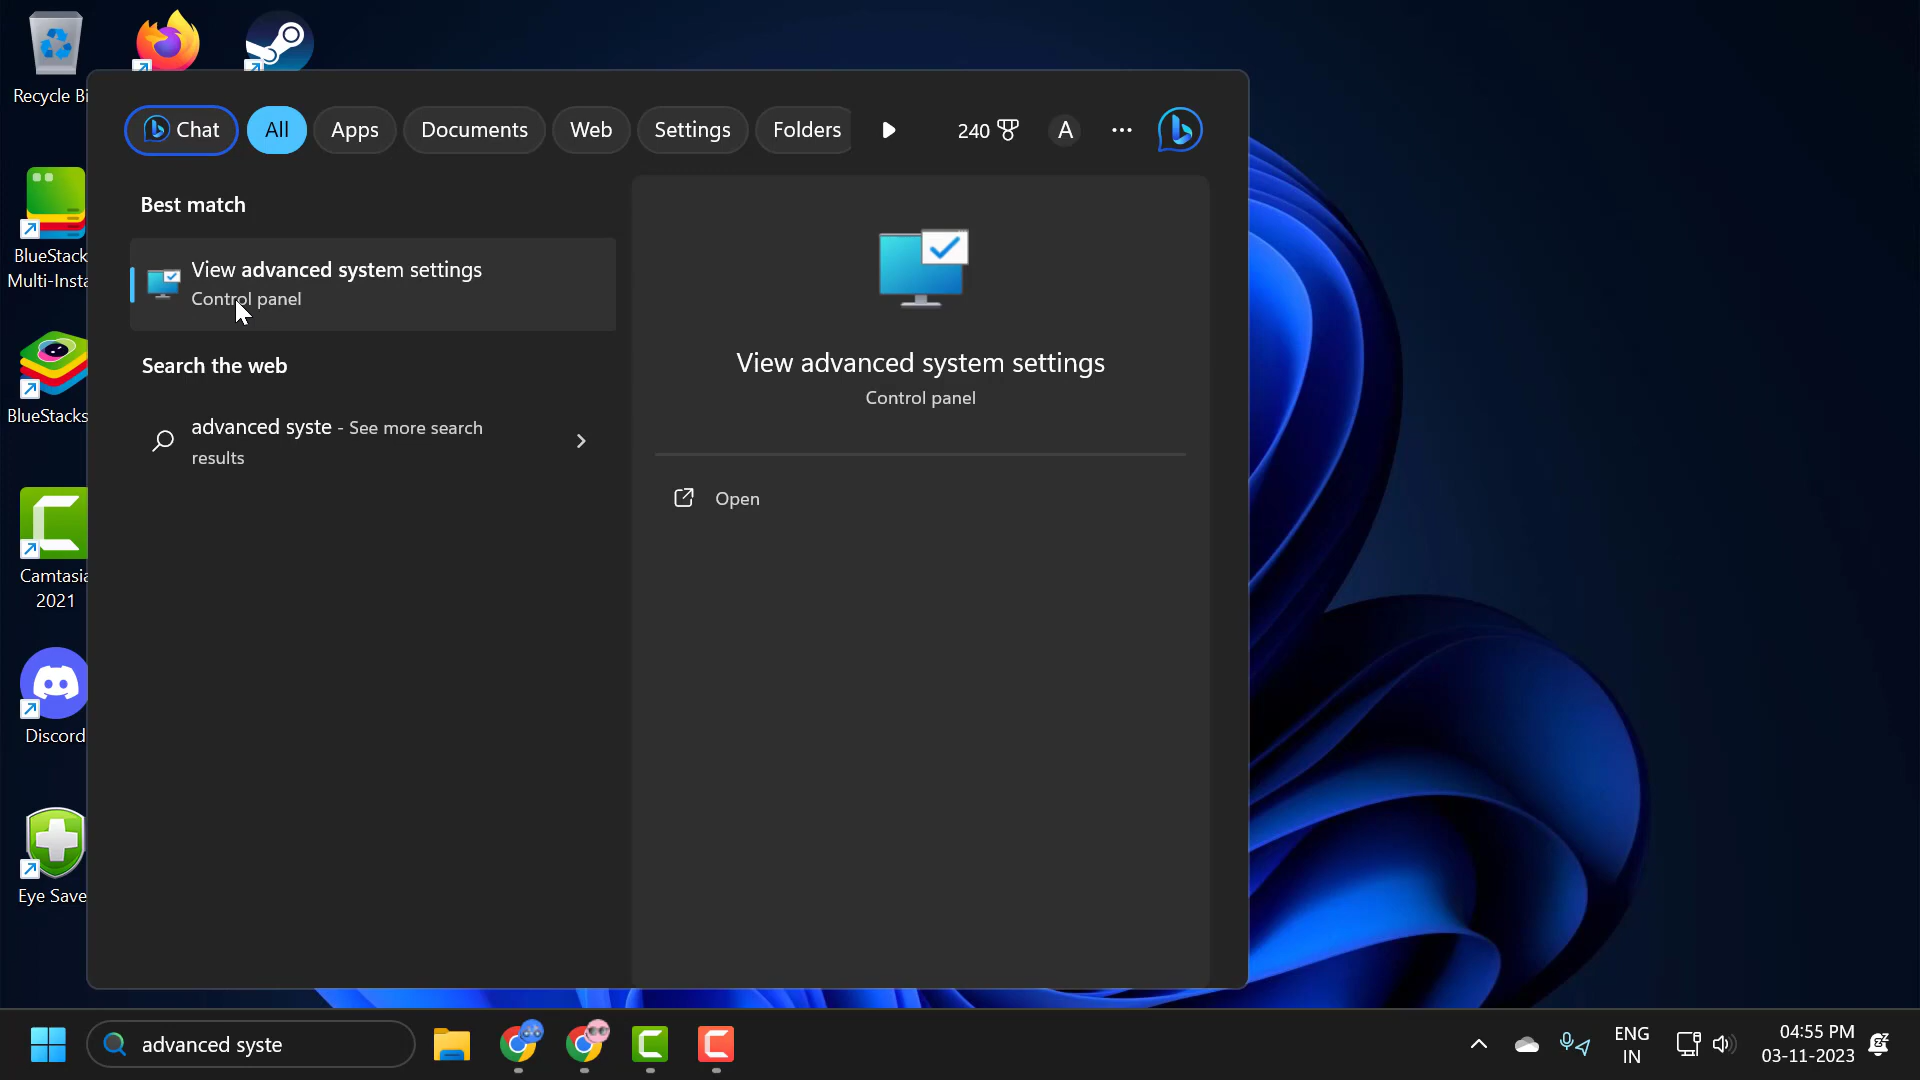 Recycle Bi
Chat
All
Apps
Documents
Web
Settings
Folders
240
A
Best match
View advanced system settings
Control panel
Search the web
advanced syste - See more search
results
View advanced system settings
Control panel
Open
BlueStack
Multi-Insta
BlueStacks
Camtasia
2021
Discord
Eye Save
advanced syste
ENG
IN
04:55 PM
03-11-2023